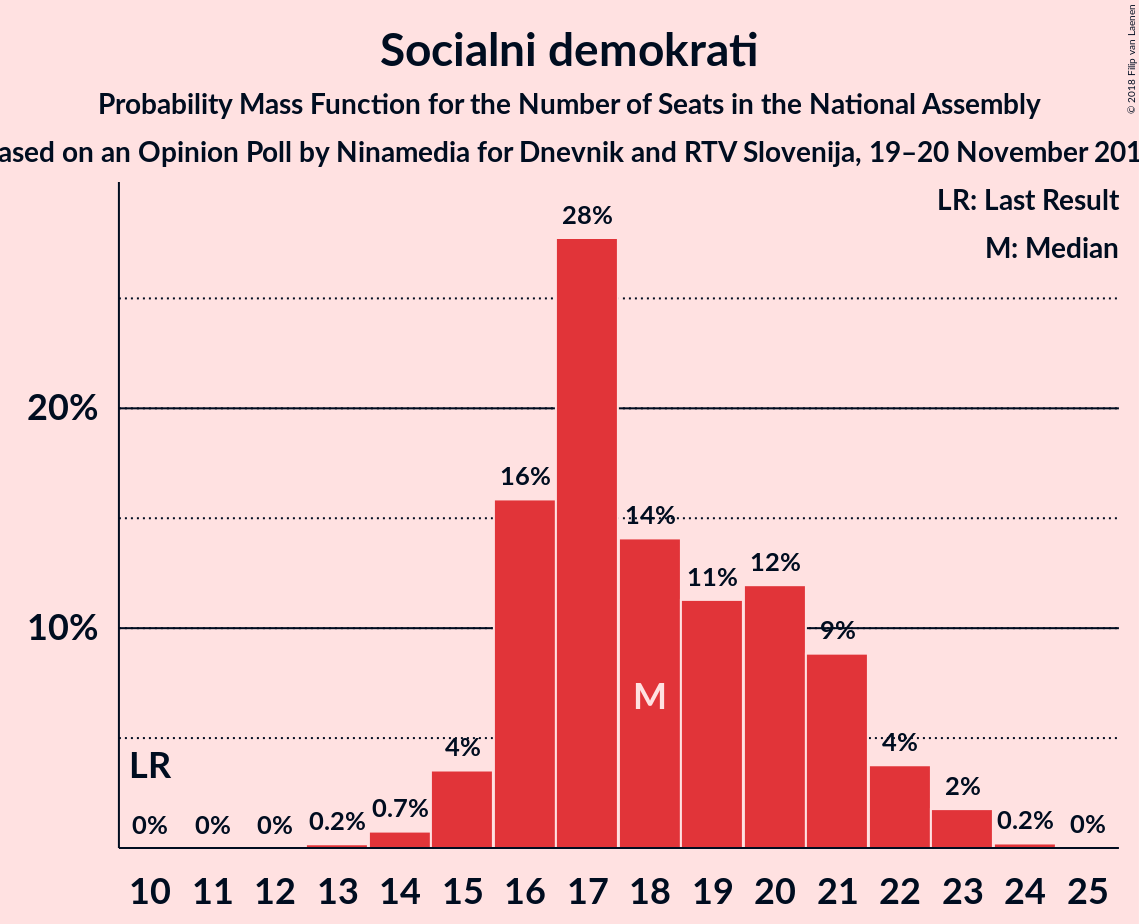 Socialni demokrati
Probability Mass Function for the Number of Seats in the National Assembly
ased on an Opinion Poll by Ninamedia for Dnevnik and RTV Slovenija, 19–20 November 201
© 2018 Filip van Laenen
LR: Last Result
M: Median
28%
20%
16%
14%
12%
11%
10%
9%
M
4%
4%
LR
2%
0% 0% 0% 0.2% 0.7% 0.2% 0%
10 11 12 13 14 15 16 17 18 19 20 21 22 23 24 25